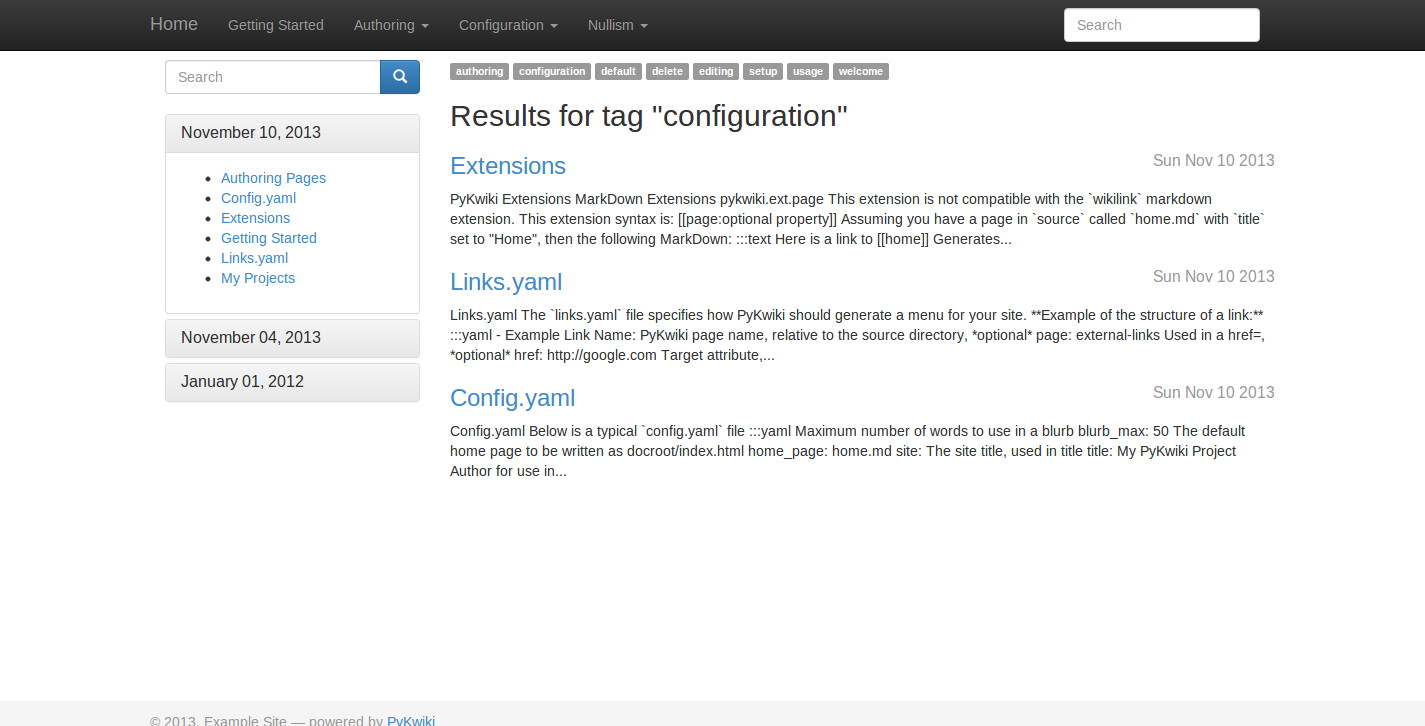 Home Getting Started Authoring Configuration Nullism Search
Search
November 10, 2013
Authoring Pages
Config.yaml
Extensions
Getting Started
Links.yaml
My Projects
November 04, 2013
January 01, 2012
authoring configuration default delete editing setup usage welcome
Results for tag "configuration"
Extensions Sun Nov 10 2013
PyKwiki Extensions MarkDown Extensions pykwiki.ext.page This extension is not compatible with the `wikilink` markdown
extension. This extension syntax is: [[page:optional property]] Assuming you have a page in `source` called `home.md` with `title`
set to "Home", then the following MarkDown: :::text Here is a link to [[home]] Generates...
Links.yaml Sun Nov 10 2013
Links.yaml The `links.yaml` file specifies how PyKwiki should generate a menu for your site. **Example of the structure of a link:**
:::yaml - Example Link Name: PyKwiki page name, relative to the source directory, *optional* page: external-links Used in a href=,
*optional* href: http://google.com Target attribute,...
Config.yaml Sun Nov 10 2013
Config.yaml Below is a typical `config.yaml` file :::yaml Maximum number of words to use in a blurb blurb_max: 50 The default
home page to be written as docroot/index.html home_page: home.md site: The site title, used in title title: My PyKwiki Project
Author for use in...
© 2013. Example Site — powered by PyKwiki